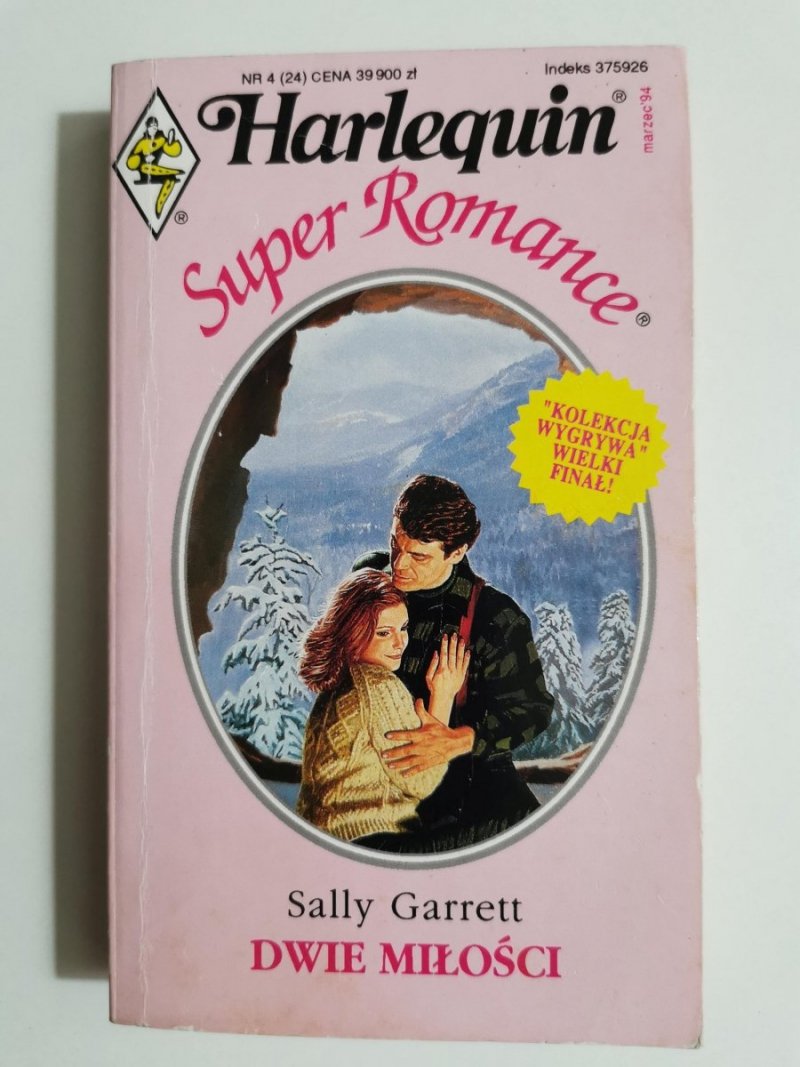 NR 4 (24) CENA 39 900 zł
Indeks 375926
marzec'94
Harlequin®
Super Romance®
®
"KOLEKCJA
WYGRYWA"
WIELKI
FINAŁ!
Sally Garrett
DWIE MIŁOŚCI